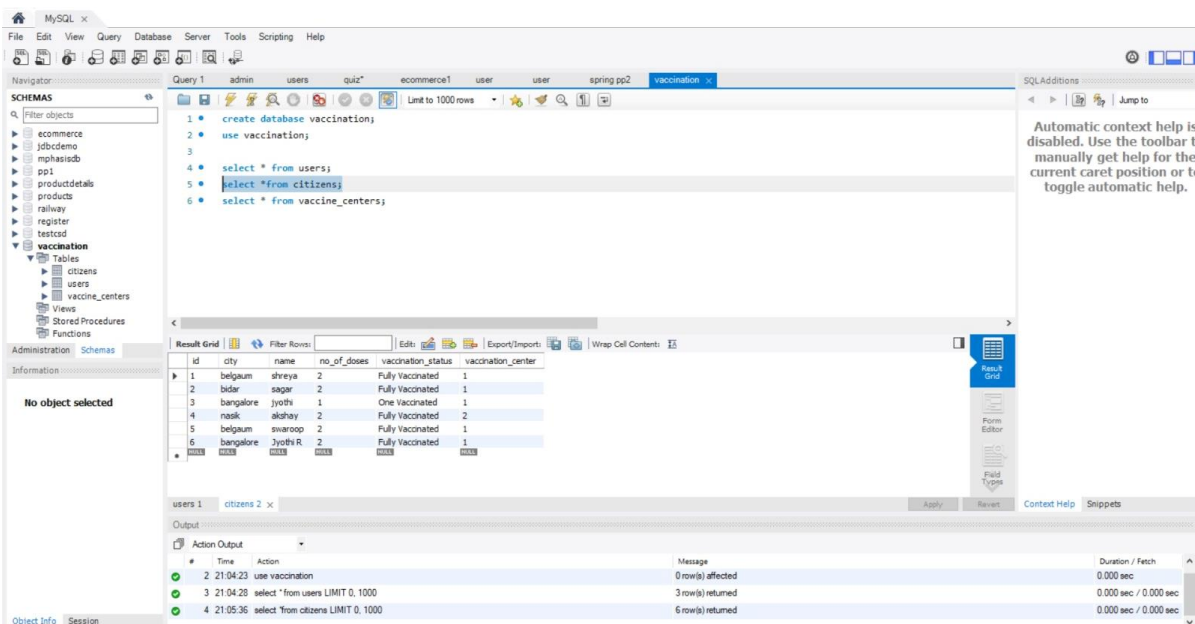 MySQL ×
File Edit View Query Database Server Tools Scripting Help
Navigator
SCHEMAS
Filter objects
ecommerce
jdbcdemo
mphasisdb
pp1
productdetails
products
railway
register
testcsd
vaccination
Tables
citizens
users
vaccine_centers
Views
Stored Procedures
Functions
Administration Schemas
Information
No object selected
Object Info Session
Query 1 admin users quiz* ecommerce1 user user spring pp2 vaccination ×
Limit to 1000 rows
1 create database vaccination;
2 use vaccination;
3
4 select * from users;
5 select *from citizens;
6 select * from vaccine_centers;
Result Grid Filter Rows: Edit: Export/Import: Wrap Cell Content:
id city name no_of_doses vaccination_status vaccination_center
1 belgaum shreya 2 Fully Vaccinated 1
2 bidar sagar 2 Fully Vaccinated 1
3 bangalore jyothi 1 One Vaccinated 1
4 nasik akshay 2 Fully Vaccinated 2
5 belgaum swaroop 2 Fully Vaccinated 1
6 bangalore Jyothi R 2 Fully Vaccinated 1
NULL NULL NULL NULL NULL NULL
Result
Grid
Form
Editor
Field
Types
users 1 citizens 2 ×
Apply Revert
Output
Action Output
# Time Action Message Duration / Fetch
2 21:04:23 use vaccination 0 row(s) affected 0.000 sec
3 21:04:28 select * from users LIMIT 0, 1000 3 row(s) returned 0.000 sec / 0.000 sec
4 21:05:36 select *from citizens LIMIT 0, 1000 6 row(s) returned 0.000 sec / 0.000 sec
SQLAdditions
Jump to
Automatic context help is
disabled. Use the toolbar t
manually get help for the
current caret position or to
toggle automatic help.
Context Help Snippets